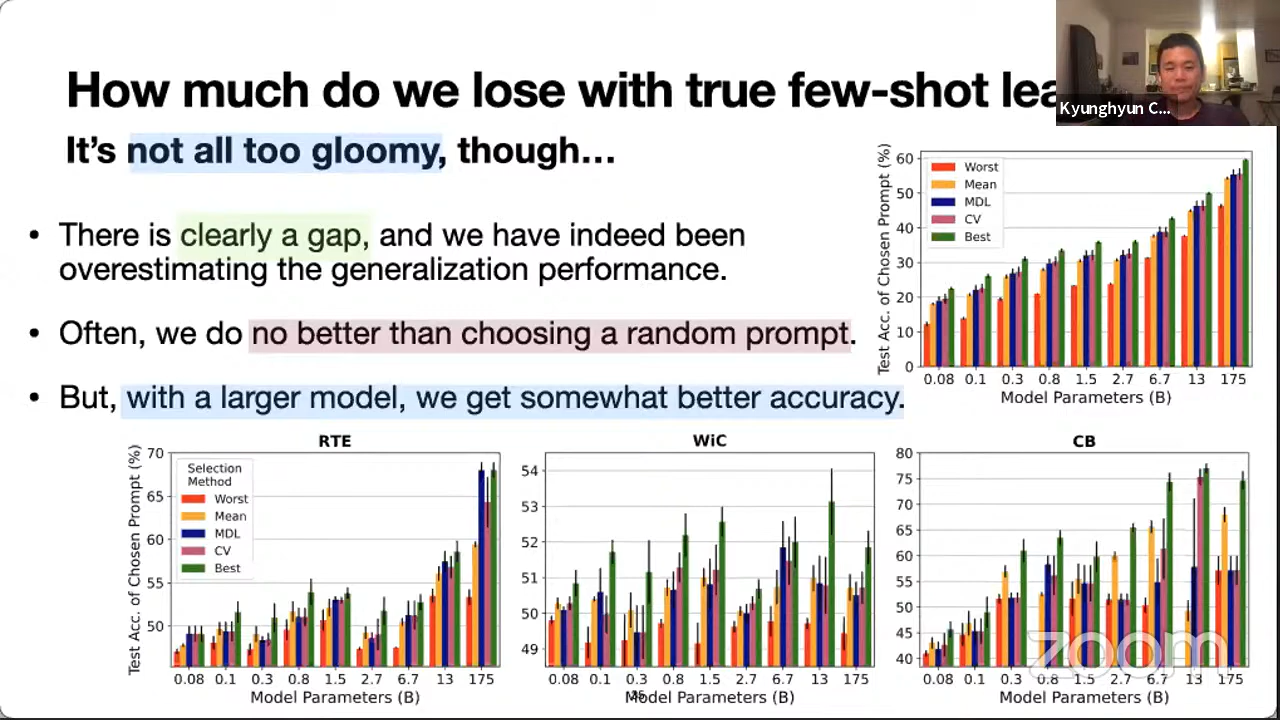 How much do we lose with true few-shot lea
Kyunghyun C...
It's not all too gloomy, though...
• There is clearly a gap, and we have indeed been
overestimating the generalization performance.
• Often, we do no better than choosing a random prompt.
• But, with a larger model, we get somewhat better accuracy.
Test Acc. of Chosen Prompt (%)
60
50
40
30
20
10
0
Worst
Mean
MDL
CV
Best
0.08 0.1 0.3 0.8 1.5 2.7 6.7 13 175
Model Parameters (B)
RTE
Test Acc. of Chosen Prompt (%)
70
65
60
55
50
Selection
Method
Worst
Mean
MDL
CV
Best
0.08 0.1 0.3 0.8 1.5 2.7 6.7 13 175
Model Parameters (B)
WiC
54
53
52
51
50
49
0.08 0.1 0.3 0.8 1.5 2.7 6.7 13 175
Model Parameters (B)
CB
80
75
70
65
60
55
50
45
40
0.08 0.1 0.3 0.8 1.5 2.7 6.7 13 175
Model Parameters (B)
zoom